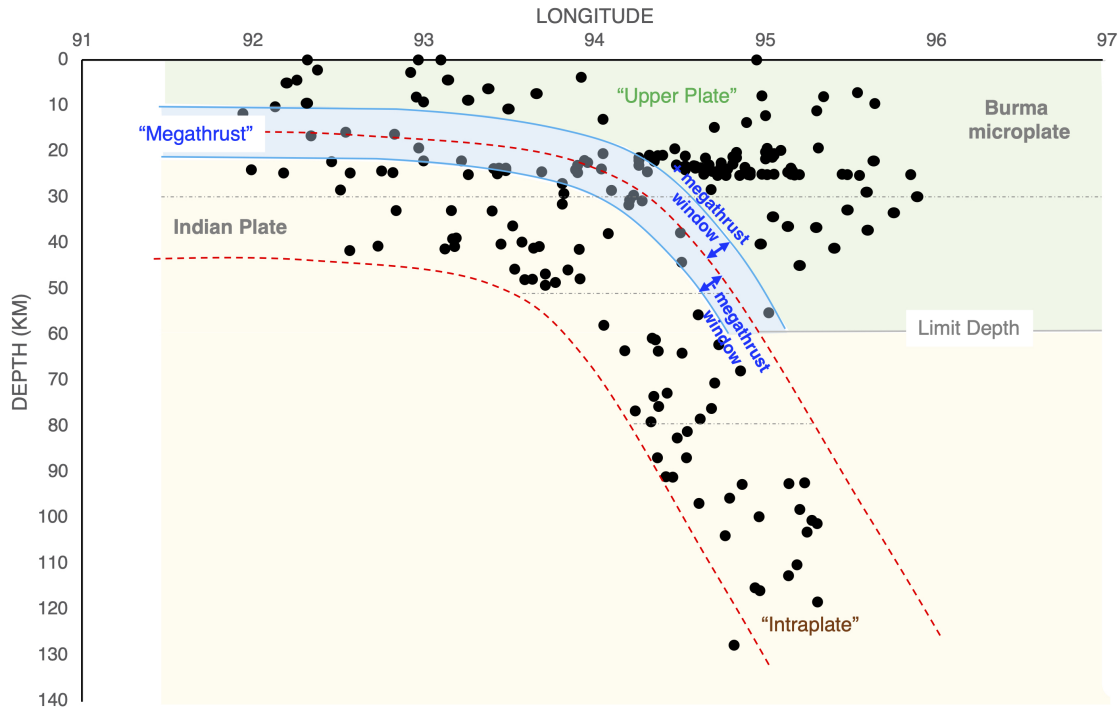 LONGITUDE
91 92 93 94 95 96 97
0
10
20
30
40
50
60
70
80
90
100
110
120
130
140
DEPTH (KM)
“Upper Plate”
Burma
microplate
“Megathrust”
Indian Plate
+ megathrust
window
+ megathrust
window
Limit Depth
“Intraplate”